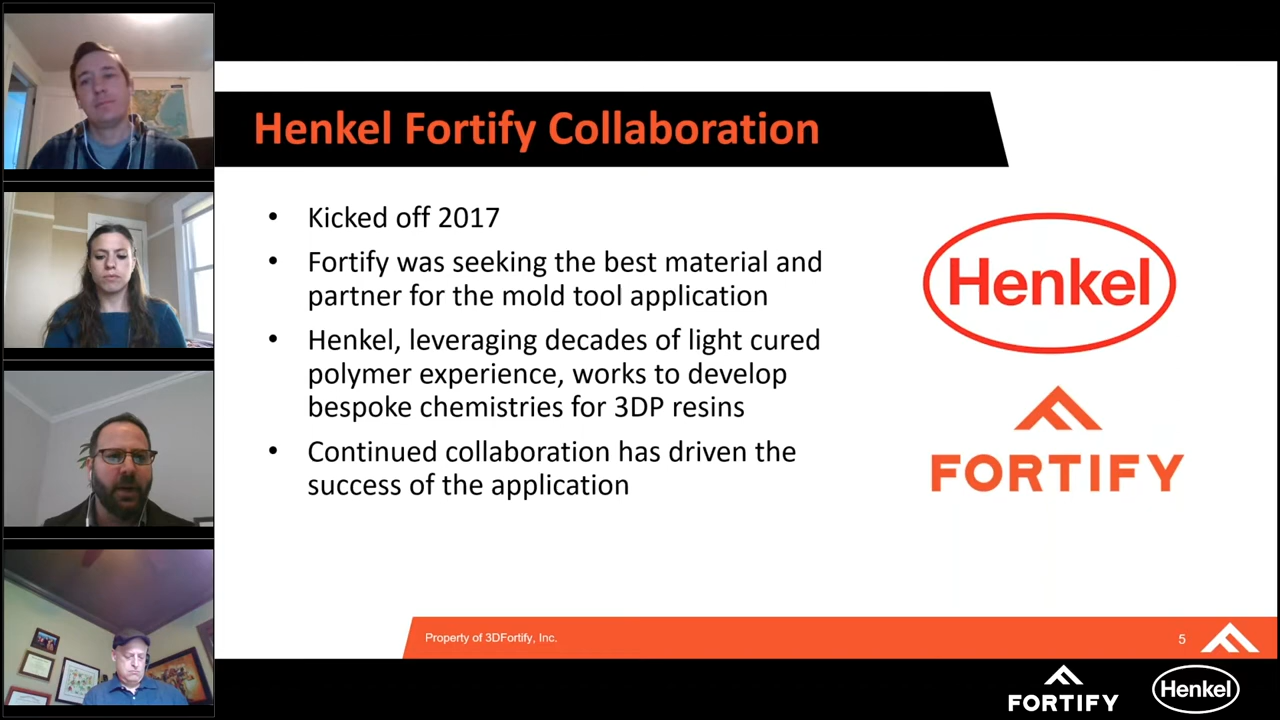 Henkel Fortify Collaboration
• Kicked off 2017
• Fortify was seeking the best material and
partner for the mold tool application
• Henkel, leveraging decades of light cured
polymer experience, works to develop
bespoke chemistries for 3DP resins
• Continued collaboration has driven the
success of the application
Henkel
FORTIFY
Property of 3DFortify, Inc.
5
FORTIFY
Henkel